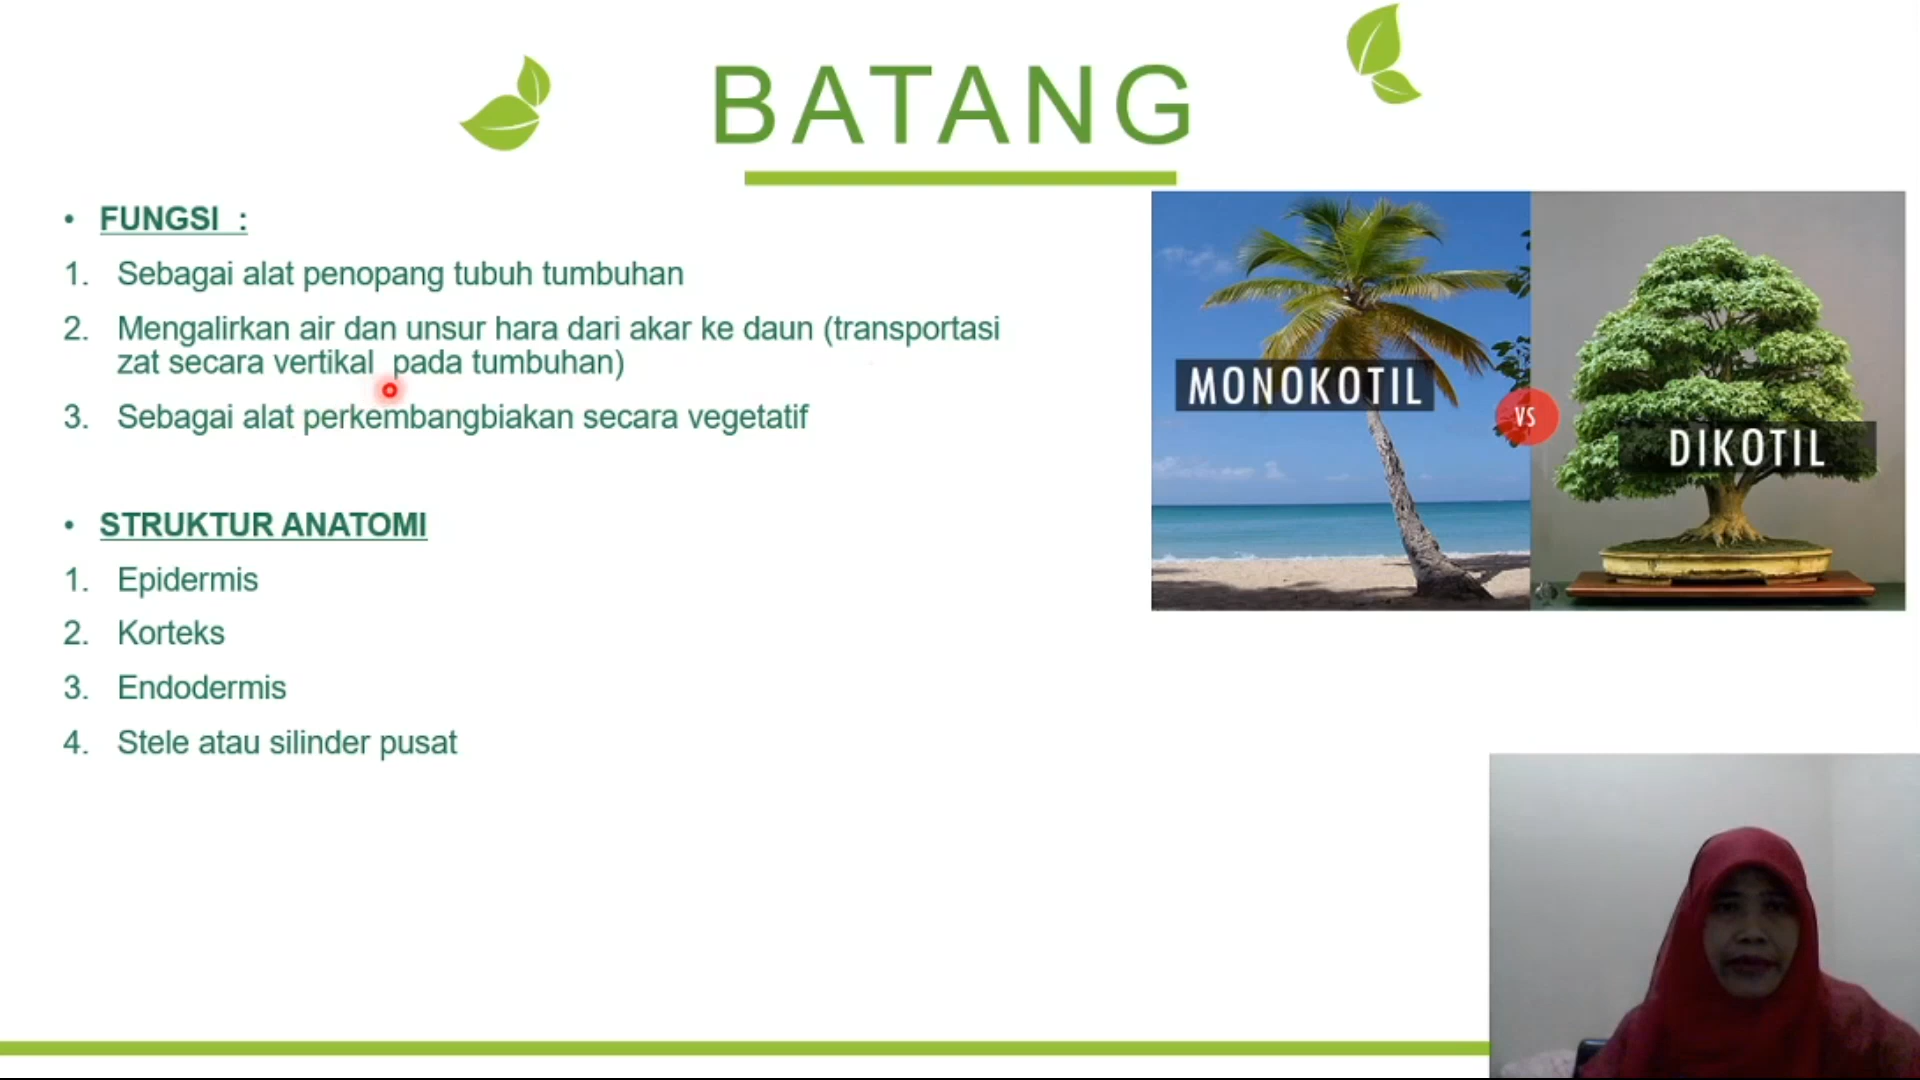 BATANG
• FUNGSI :
1. Sebagai alat penopang tubuh tumbuhan
2. Mengalirkan air dan unsur hara dari akar ke daun (transportasi
zat secara vertikal pada tumbuhan)
3. Sebagai alat perkembangbiakan secara vegetatif
• STRUKTUR ANATOMI
1. Epidermis
2. Korteks
3. Endodermis
4. Stele atau silinder pusat
MONOKOTIL
VS
DIKOTIL